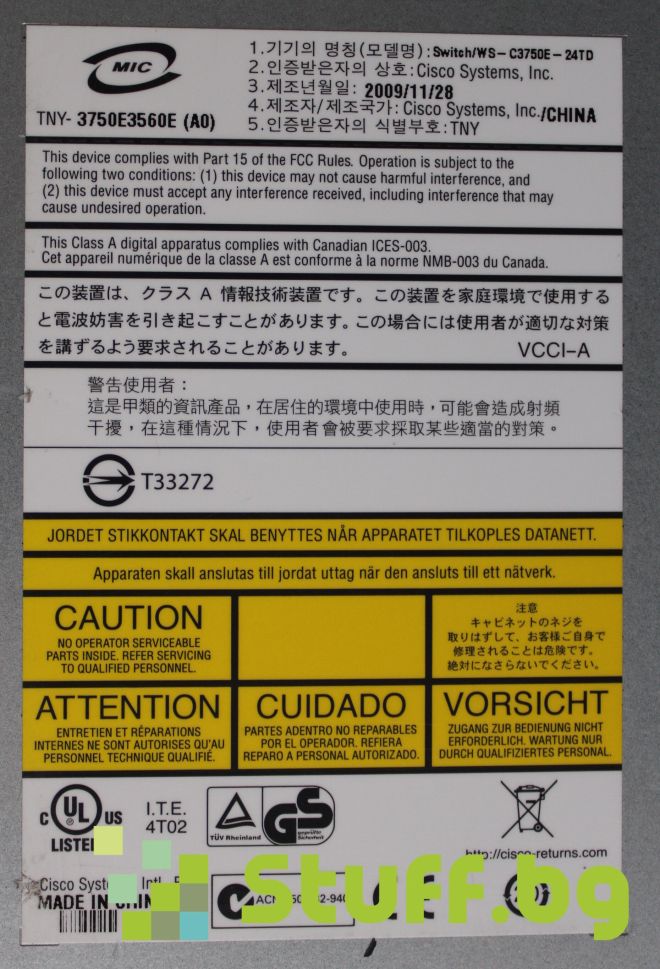 MIC
TNY- 3750E3560E (A0)
1.기기의 명칭(모델명): Switch/WS-C3750E-24TD
2.인증받은자의 상호: Cisco Systems, Inc.
3.제조년월일: 2009/11/28
4.제조자/제조국가: Cisco Systems, Inc./CHINA
5.인증받은자의 식별부호: TNY
This device complies with Part 15 of the FCC Rules. Operation is subject to the
following two conditions: (1) this device may not cause harmful interference, and
(2) this device must accept any interference received, including interference that may
cause undesired operation.
This Class A digital apparatus complies with Canadian ICES-003.
Cet appareil numérique de la classe A est conforme à la norme NMB-003 du Canada.
この装置は、クラス A 情報技術装置です。この装置を家庭環境で使用する
と電波妨害を引き起こすことがあります。この場合には使用者が適切な対策
を講ずるよう要求されることがあります。 VCCI-A
警告使用者：
這是甲類的資訊產品，在居住的環境中使用時，可能會造成射頻
干擾，在這種情況下，使用者會被要求採取某些適當的對策。
T33272
JORDET STIKKONTAKT SKAL BENYTTES NÅR APPARATET TILKOPLES DATANETT.
Apparaten skall anslutas till jordat uttag när den ansluts till ett nätverk.
CAUTION
NO OPERATOR SERVICEABLE
PARTS INSIDE. REFER SERVICING
TO QUALIFIED PERSONNEL.
注意
キャビネットのネジを
取りはずして、お客様ご自身で
修理されることは危険です。
絶対になさらないでください。
ATTENTION
ENTRETIEN ET RÉPARATIONS
INTERNES NE SONT AUTORISES QU'AU
PERSONNEL TECHNIQUE QUALIFIÉ.
CUIDADO
PARTES ADENTRO NO REPARABLES
POR EL OPERADOR. REFIERA
REPARO A PERSONAL AUTORIZADO.
VORSICHT
ZUGANG ZUR BEDIENUNG NICHT
ERFORDERLICH. WARTUNG NUR
DURCH QUALIFIZIERTES PERSONAL.
C UL US
LISTED
I.T.E.
4T02
TÜV Rheinland
GS
geprüfte
Sicherheit
http://cisco-returns.com
Cisco Systems Intl.
MADE IN CHINA
ACN
CE
Stuff.bg